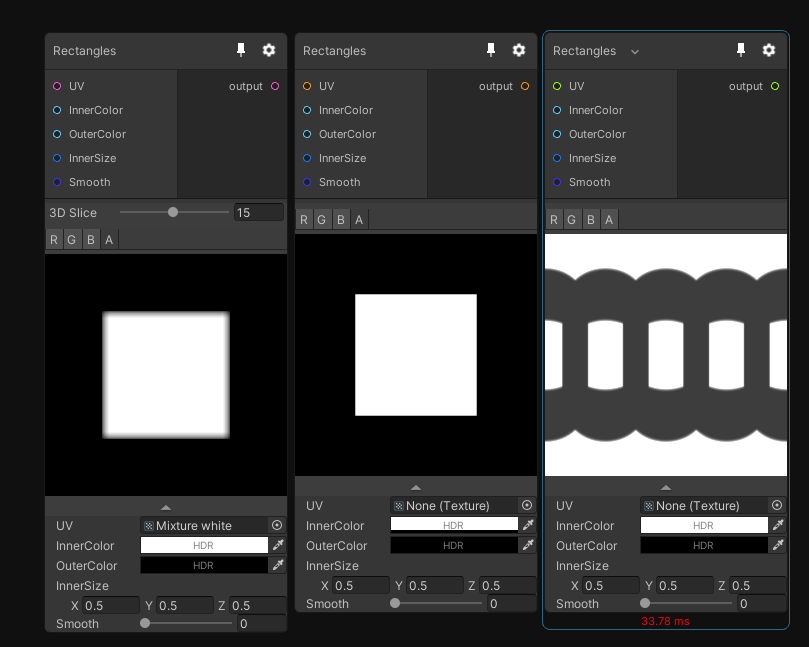 Rectangles
UV output
InnerColor
OuterColor
InnerSize
Smooth
3D Slice 15
R G B A
UV Mixture white
InnerColor HDR
OuterColor HDR
InnerSize
X 0.5 Y 0.5 Z 0.5
Smooth 0
Rectangles
UV output
InnerColor
OuterColor
InnerSize
Smooth
R G B A
UV None (Texture)
InnerColor HDR
OuterColor HDR
InnerSize
X 0.5 Y 0.5 Z 0.5
Smooth 0
Rectangles
UV output
InnerColor
OuterColor
InnerSize
Smooth
R G B A
UV None (Texture)
InnerColor HDR
OuterColor HDR
InnerSize
X 0.5 Y 0.5 Z 0.5
Smooth 0
33.78 ms